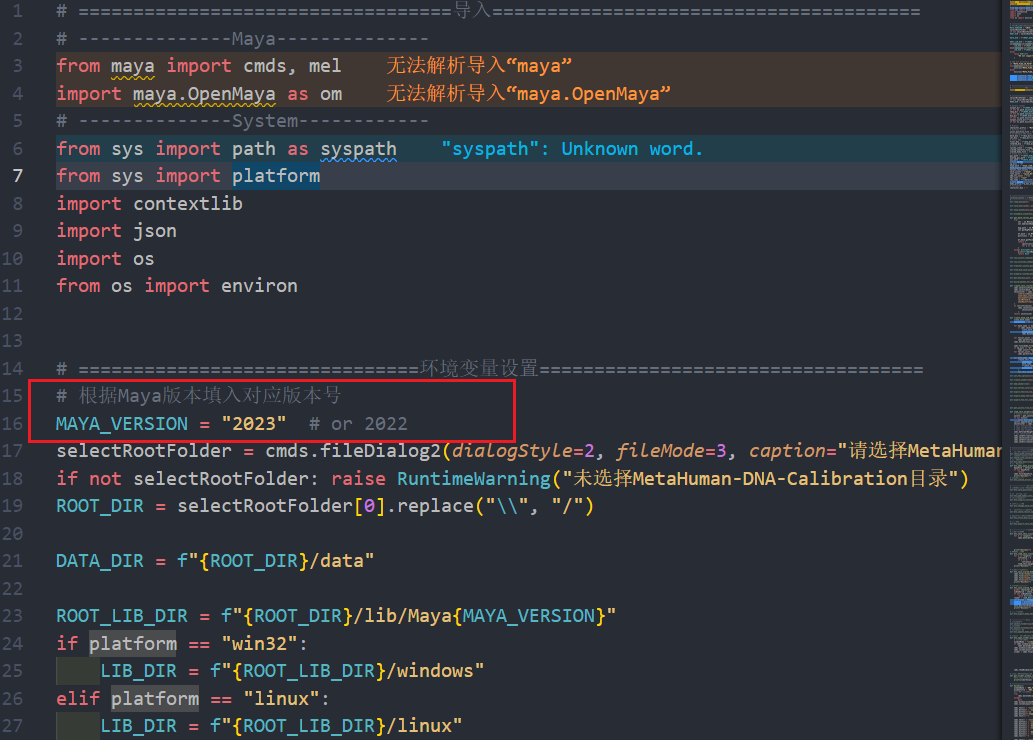 1 # ==================================导入=======================================
2 # --------------Maya--------------
3 from maya import cmds, mel 无法解析导入“maya”
4 import maya.OpenMaya as om 无法解析导入“maya.OpenMaya”
5 # --------------System------------
6 from sys import path as syspath "syspath": Unknown word.
7 from sys import platform
8 import contextlib
9 import json
10 import os
11 from os import environ
12
13
14 # ===============================环境变量设置===================================
15 # 根据Maya版本填入对应版本号
16 MAYA_VERSION = "2023" # or 2022
17 selectRootFolder = cmds.fileDialog2(dialogStyle=2, fileMode=3, caption="请选择MetaHuman
18 if not selectRootFolder: raise RuntimeWarning("未选择MetaHuman-DNA-Calibration目录")
19 ROOT_DIR = selectRootFolder[0].replace("\\", "/")
20
21 DATA_DIR = f"{ROOT_DIR}/data"
22
23 ROOT_LIB_DIR = f"{ROOT_DIR}/lib/Maya{MAYA_VERSION}"
24 if platform == "win32":
25 LIB_DIR = f"{ROOT_LIB_DIR}/windows"
26 elif platform == "linux":
27 LIB_DIR = f"{ROOT_LIB_DIR}/linux"